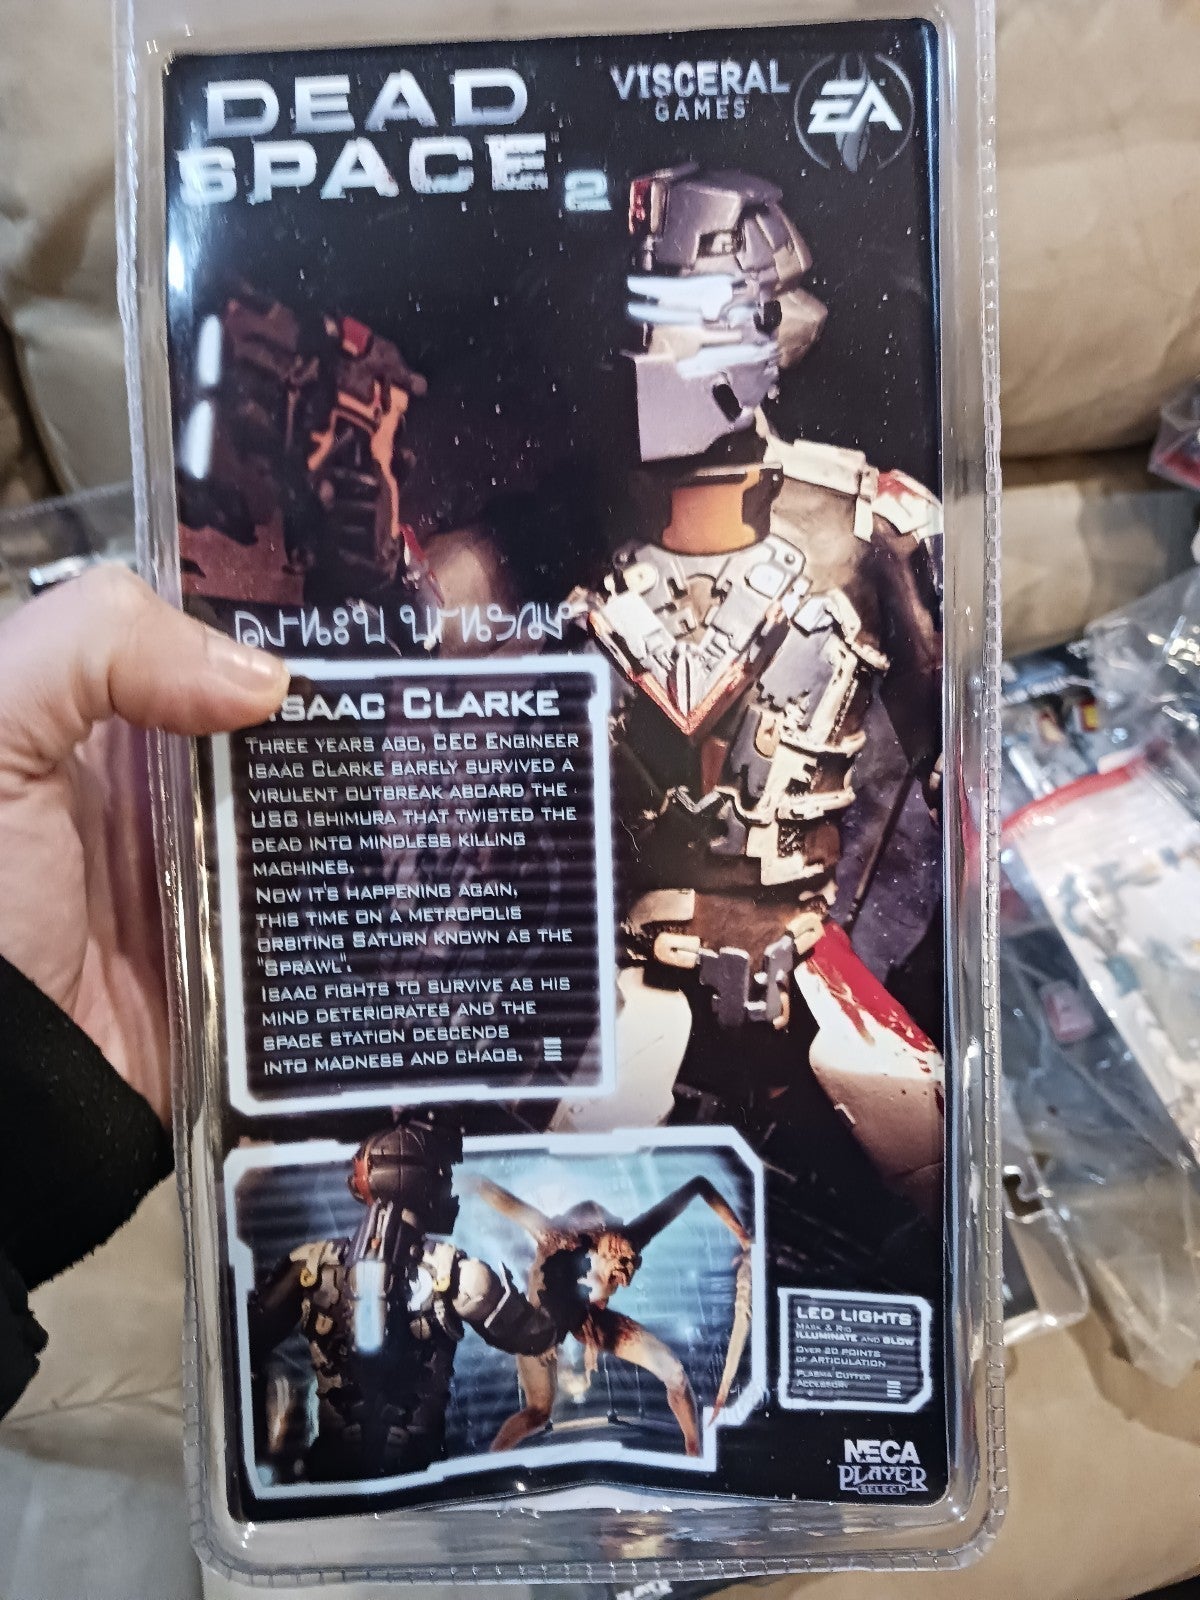 DEAD
SPACE 2
VISCERAL
GAMES
EA
ISAAC CLARKE
THREE YEARS AGO, CEC ENGINEER
ISAAC CLARKE BARELY SURVIVED A
VIRULENT OUTBREAK ABOARD THE
USG ISHIMURA THAT TWISTED THE
DEAD INTO MINDLESS KILLING
MACHINES.
NOW IT'S HAPPENING AGAIN.
THIS TIME ON A METROPOLIS
ORBITING SATURN KNOWN AS THE
"SPRAWL".
ISAAC FIGHTS TO SURVIVE AS HIS
MIND DETERIORATES AND THE
SPACE STATION DESCENDS
INTO MADNESS AND CHAOS.
LED LIGHTS
MASK & RIG
ILLUMINATE AND GLOW
OVER 20 POINTS
OF ARTICULATION
PLASMA CUTTER
ACCESSORY
NECA
PLAYER
SELECT